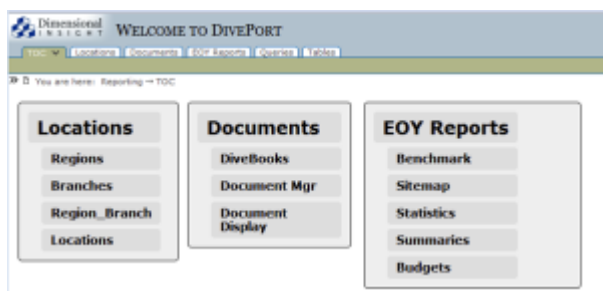 Dimensional
INSIGHT
WELCOME TO DIVEPORT
TOC Locations Documents EOY Reports Queries Tables
You are here: Reporting → TOC
Locations
Regions
Branches
Region_Branch
Locations
Documents
DiveBooks
Document Mgr
Document
Display
EOY Reports
Benchmark
Sitemap
Statistics
Summaries
Budgets